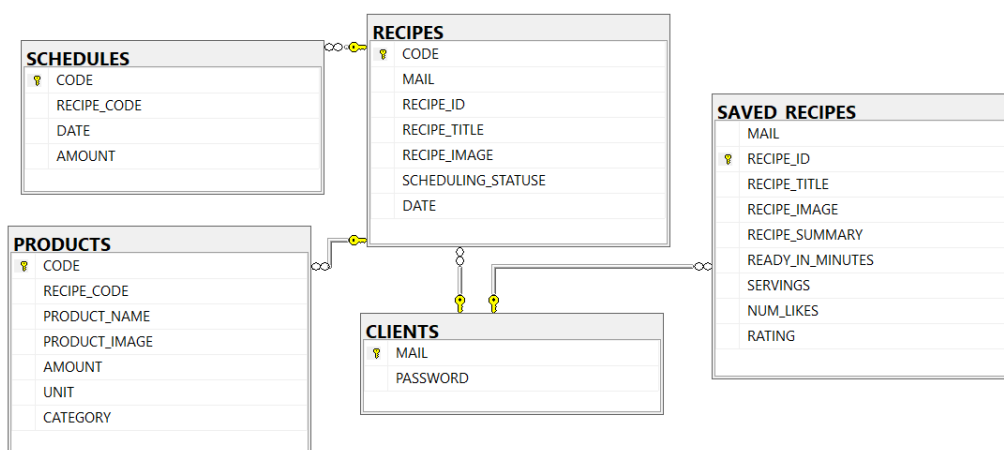 SCHEDULES
CODE
RECIPE_CODE
DATE
AMOUNT
RECIPES
CODE
MAIL
RECIPE_ID
RECIPE_TITLE
RECIPE_IMAGE
SCHEDULING_STATUSE
DATE
SAVED_RECIPES
MAIL
RECIPE_ID
RECIPE_TITLE
RECIPE_IMAGE
RECIPE_SUMMARY
READY_IN_MINUTES
SERVINGS
NUM_LIKES
RATING
PRODUCTS
CODE
RECIPE_CODE
PRODUCT_NAME
PRODUCT_IMAGE
AMOUNT
UNIT
CATEGORY
CLIENTS
MAIL
PASSWORD